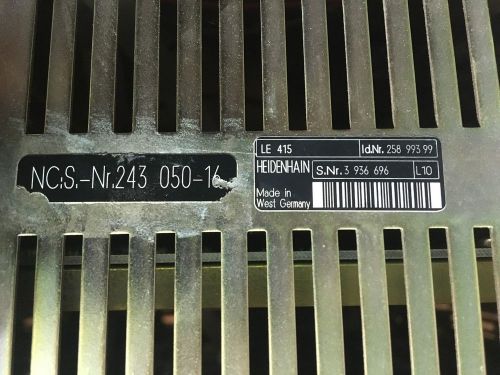 NC.S.-Nr.243 050-16
LE 415 Id.Nr. 258 993 99
HEIDENHAIN S.Nr. 3 936 696 L10
Made in
West Germany